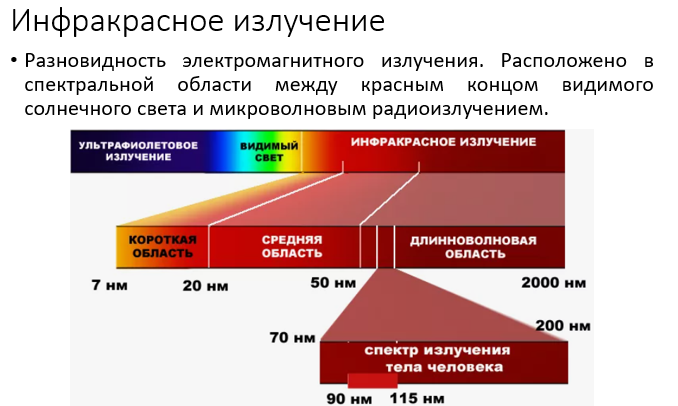 Инфракрасное излучение
• Разновидность электромагнитного излучения. Расположено в
спектральной области между красным концом видимого
солнечного света и микроволновым радиоизлучением.
УЛЬТРАФИОЛЕТОВОЕ
ИЗЛУЧЕНИЕ
ВИДИМЫЙ
СВЕТ
ИНФРАКРАСНОЕ ИЗЛУЧЕНИЕ
КОРОТКАЯ
ОБЛАСТЬ
СРЕДНЯЯ
ОБЛАСТЬ
ДЛИННОВОЛНОВАЯ
ОБЛАСТЬ
7 нм
20 нм
50 нм
2000 нм
70 нм
200 нм
спектр излучения
тела человека
90 нм
115 нм